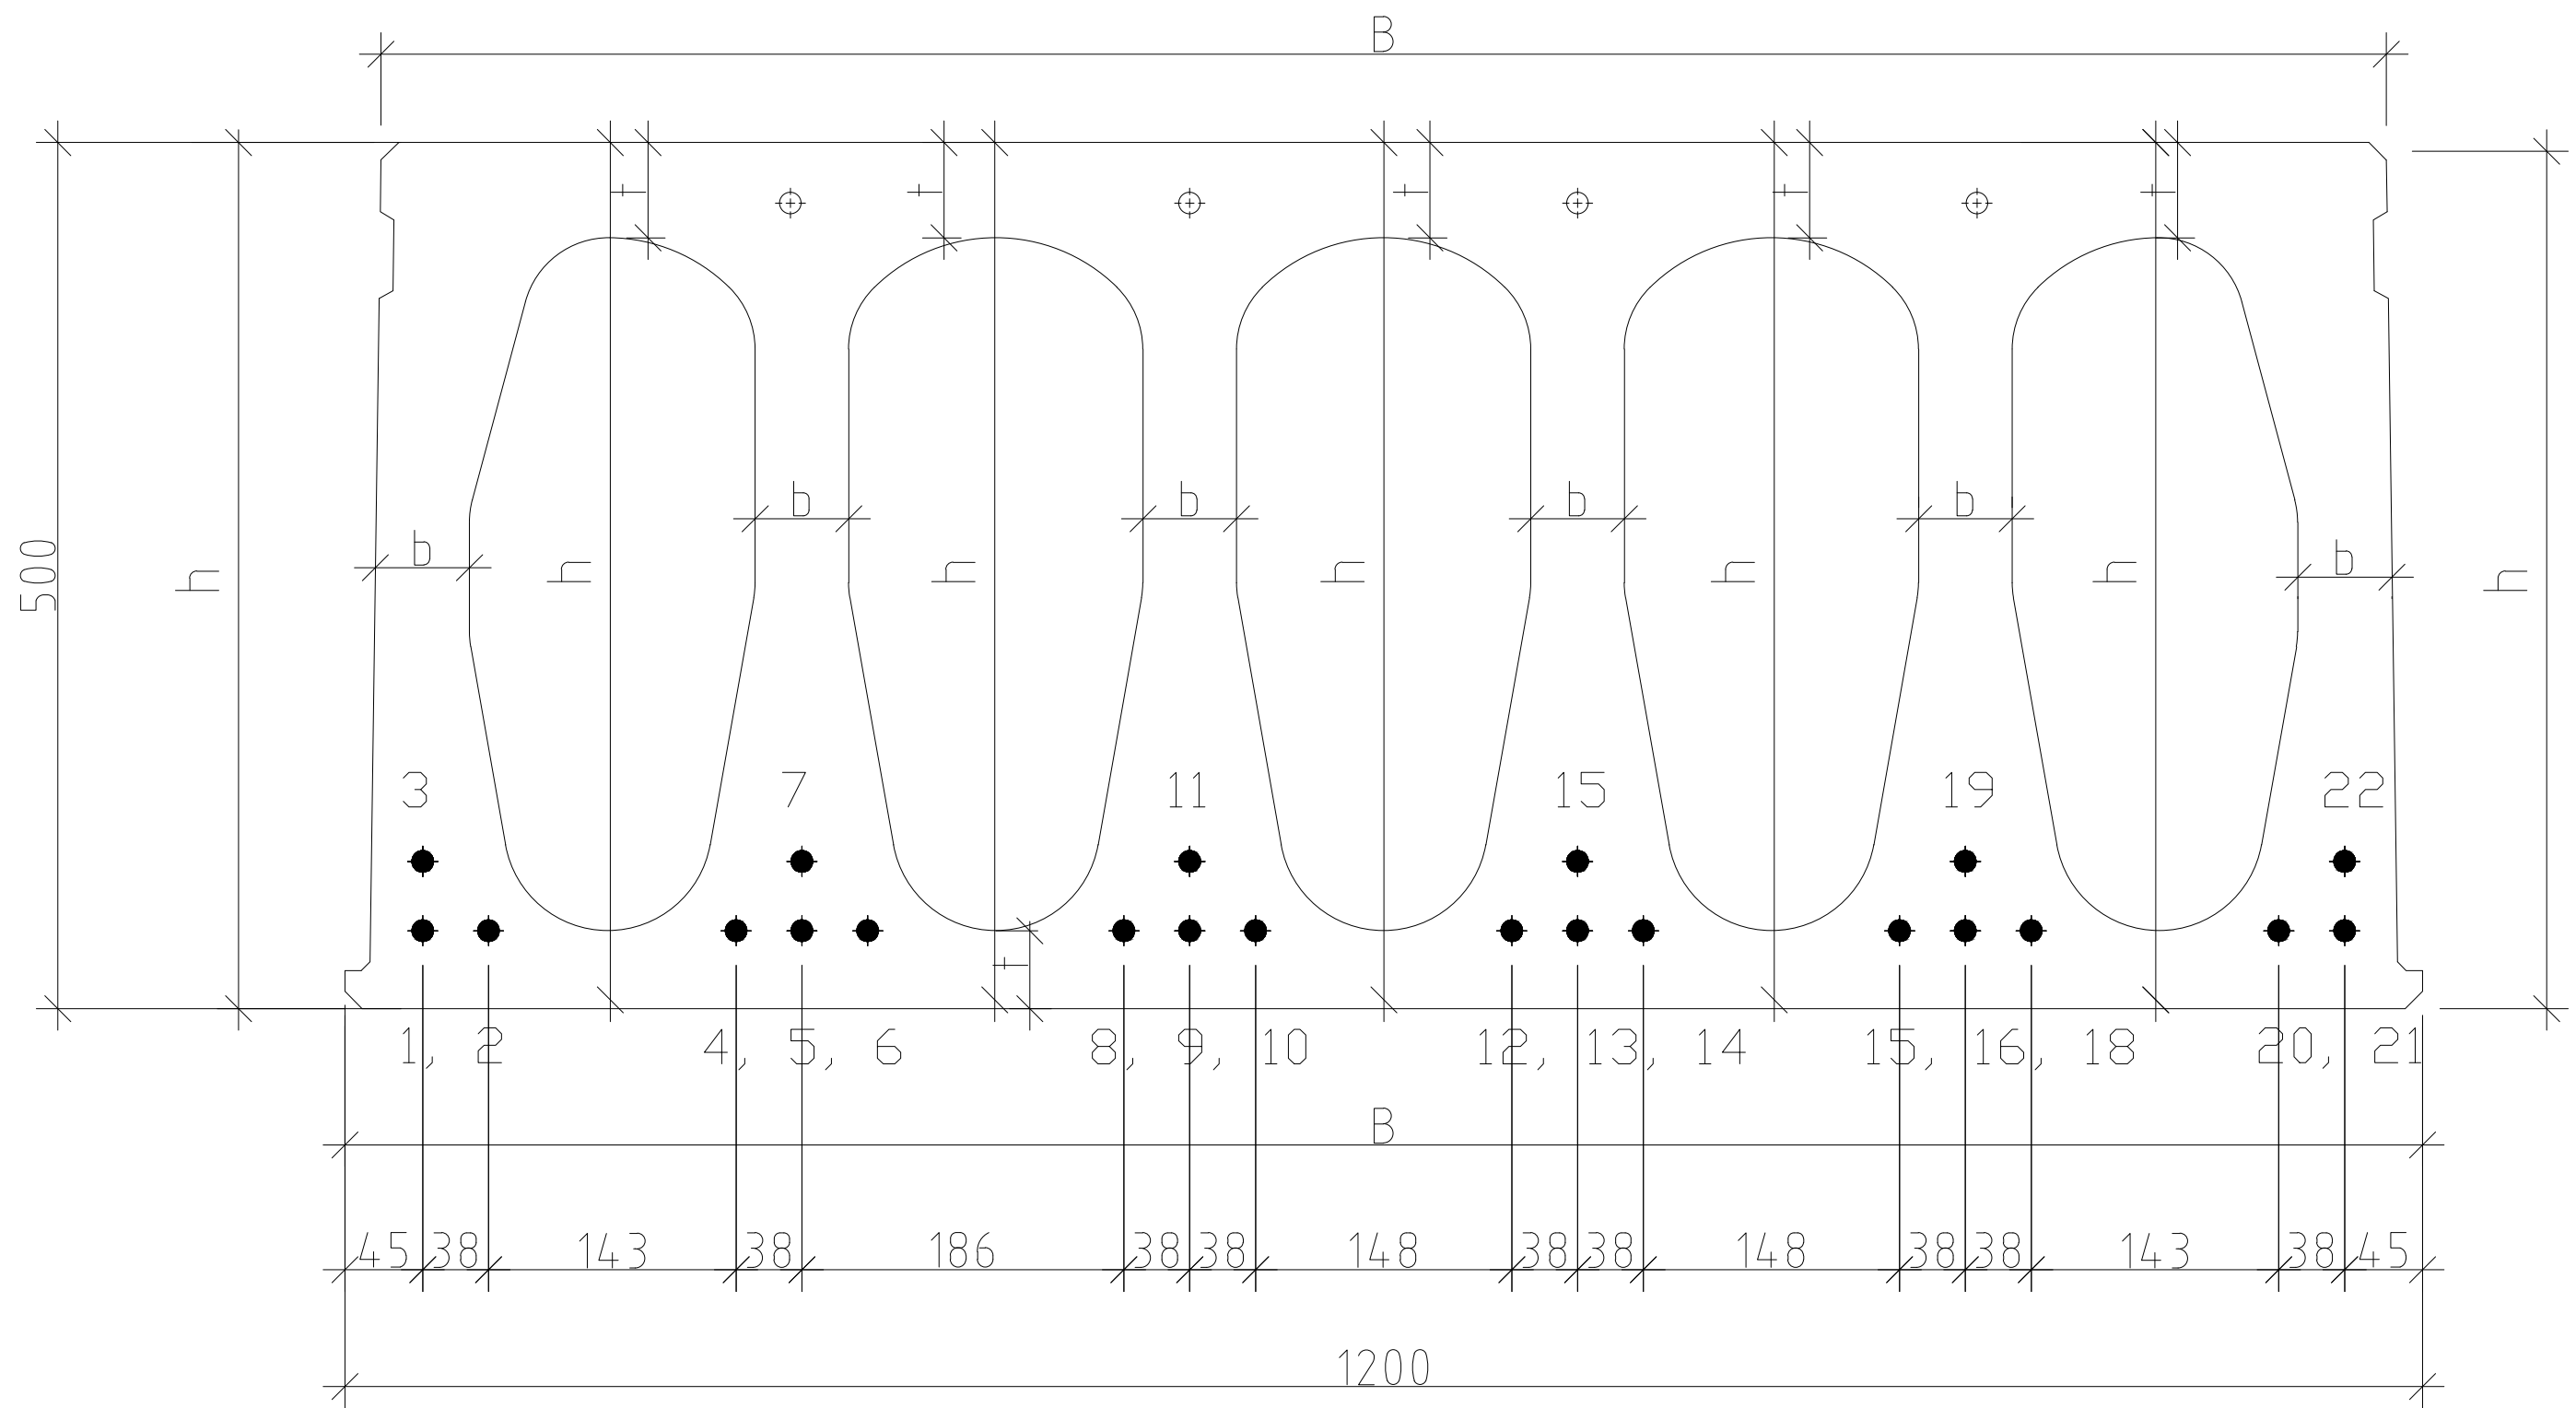 B
t t t t t
b b b b
b b
500
h h h h h h h
3 7 11 15 19 22
t
1, 2 4, 5, 6 8, 9, 10 12, 13, 14 15, 16, 18 20, 21
B
45 38 143 38 186 38 38 148 38 38 148 38 38 143 38 45
1200